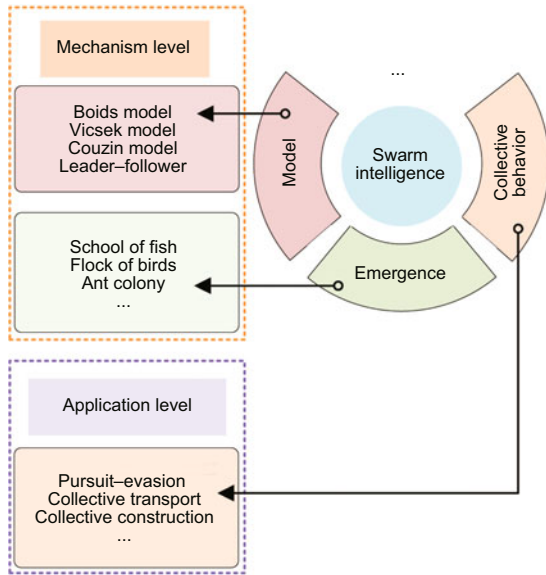 Mechanism level
Boids model
Vicsek model
Couzin model
Leader–follower
School of fish
Flock of birds
Ant colony
...
Application level
Pursuit–evasion
Collective transport
Collective construction
...
...
Model
Swarm
intelligence
Collective
behavior
Emergence